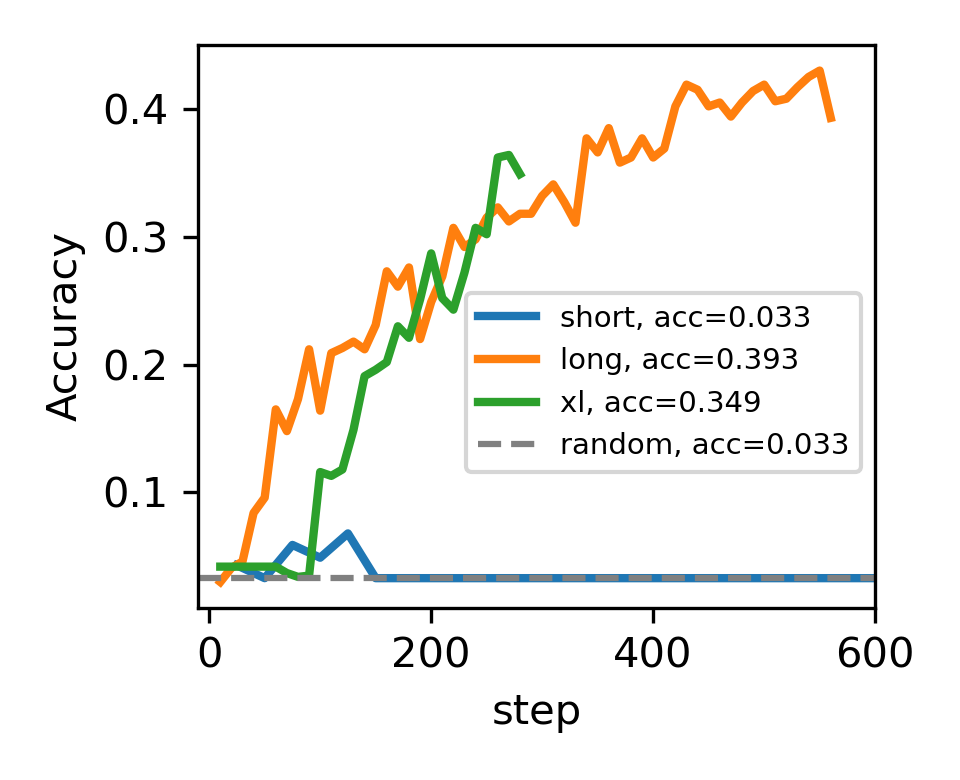 0.4
0.3
0.2
0.1
Accuracy
short, acc=0.033
long, acc=0.393
xl, acc=0.349
random, acc=0.033
0 200 400 600
step